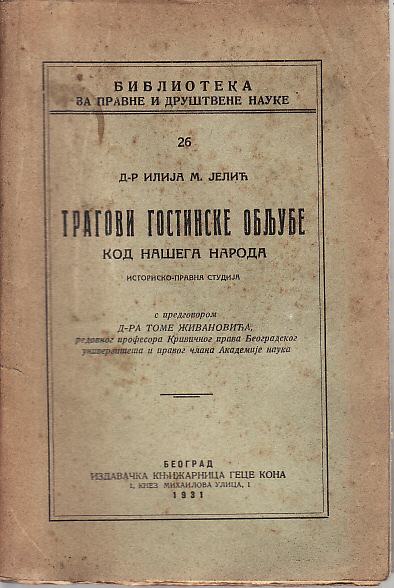 БИБЛИОТЕКА
ЗА ПРАВНЕ И ДРУШТВЕНЕ НАУКЕ
26
Д-Р ИЛИЈА М. ЈЕЛИЋ
ТРАГОВИ ГОСТИНСКЕ ОБЉУБЕ
КОД НАШЕГА НАРОДА
ИСТОРИСКО-ПРАВНА СТУДИЈА
с предговором
Д-РА ТОМЕ ЖИВАНОВИЋА,
редовног професора Кривичног права Београдског
универзитета и правог члана Академије наука
БЕОГРАД
ИЗДАВАЧКА КЊИЖАРНИЦА ГЕЦЕ КОНА
1, КНЕЗ МИХАИЛОВА УЛИЦА, 1
1931